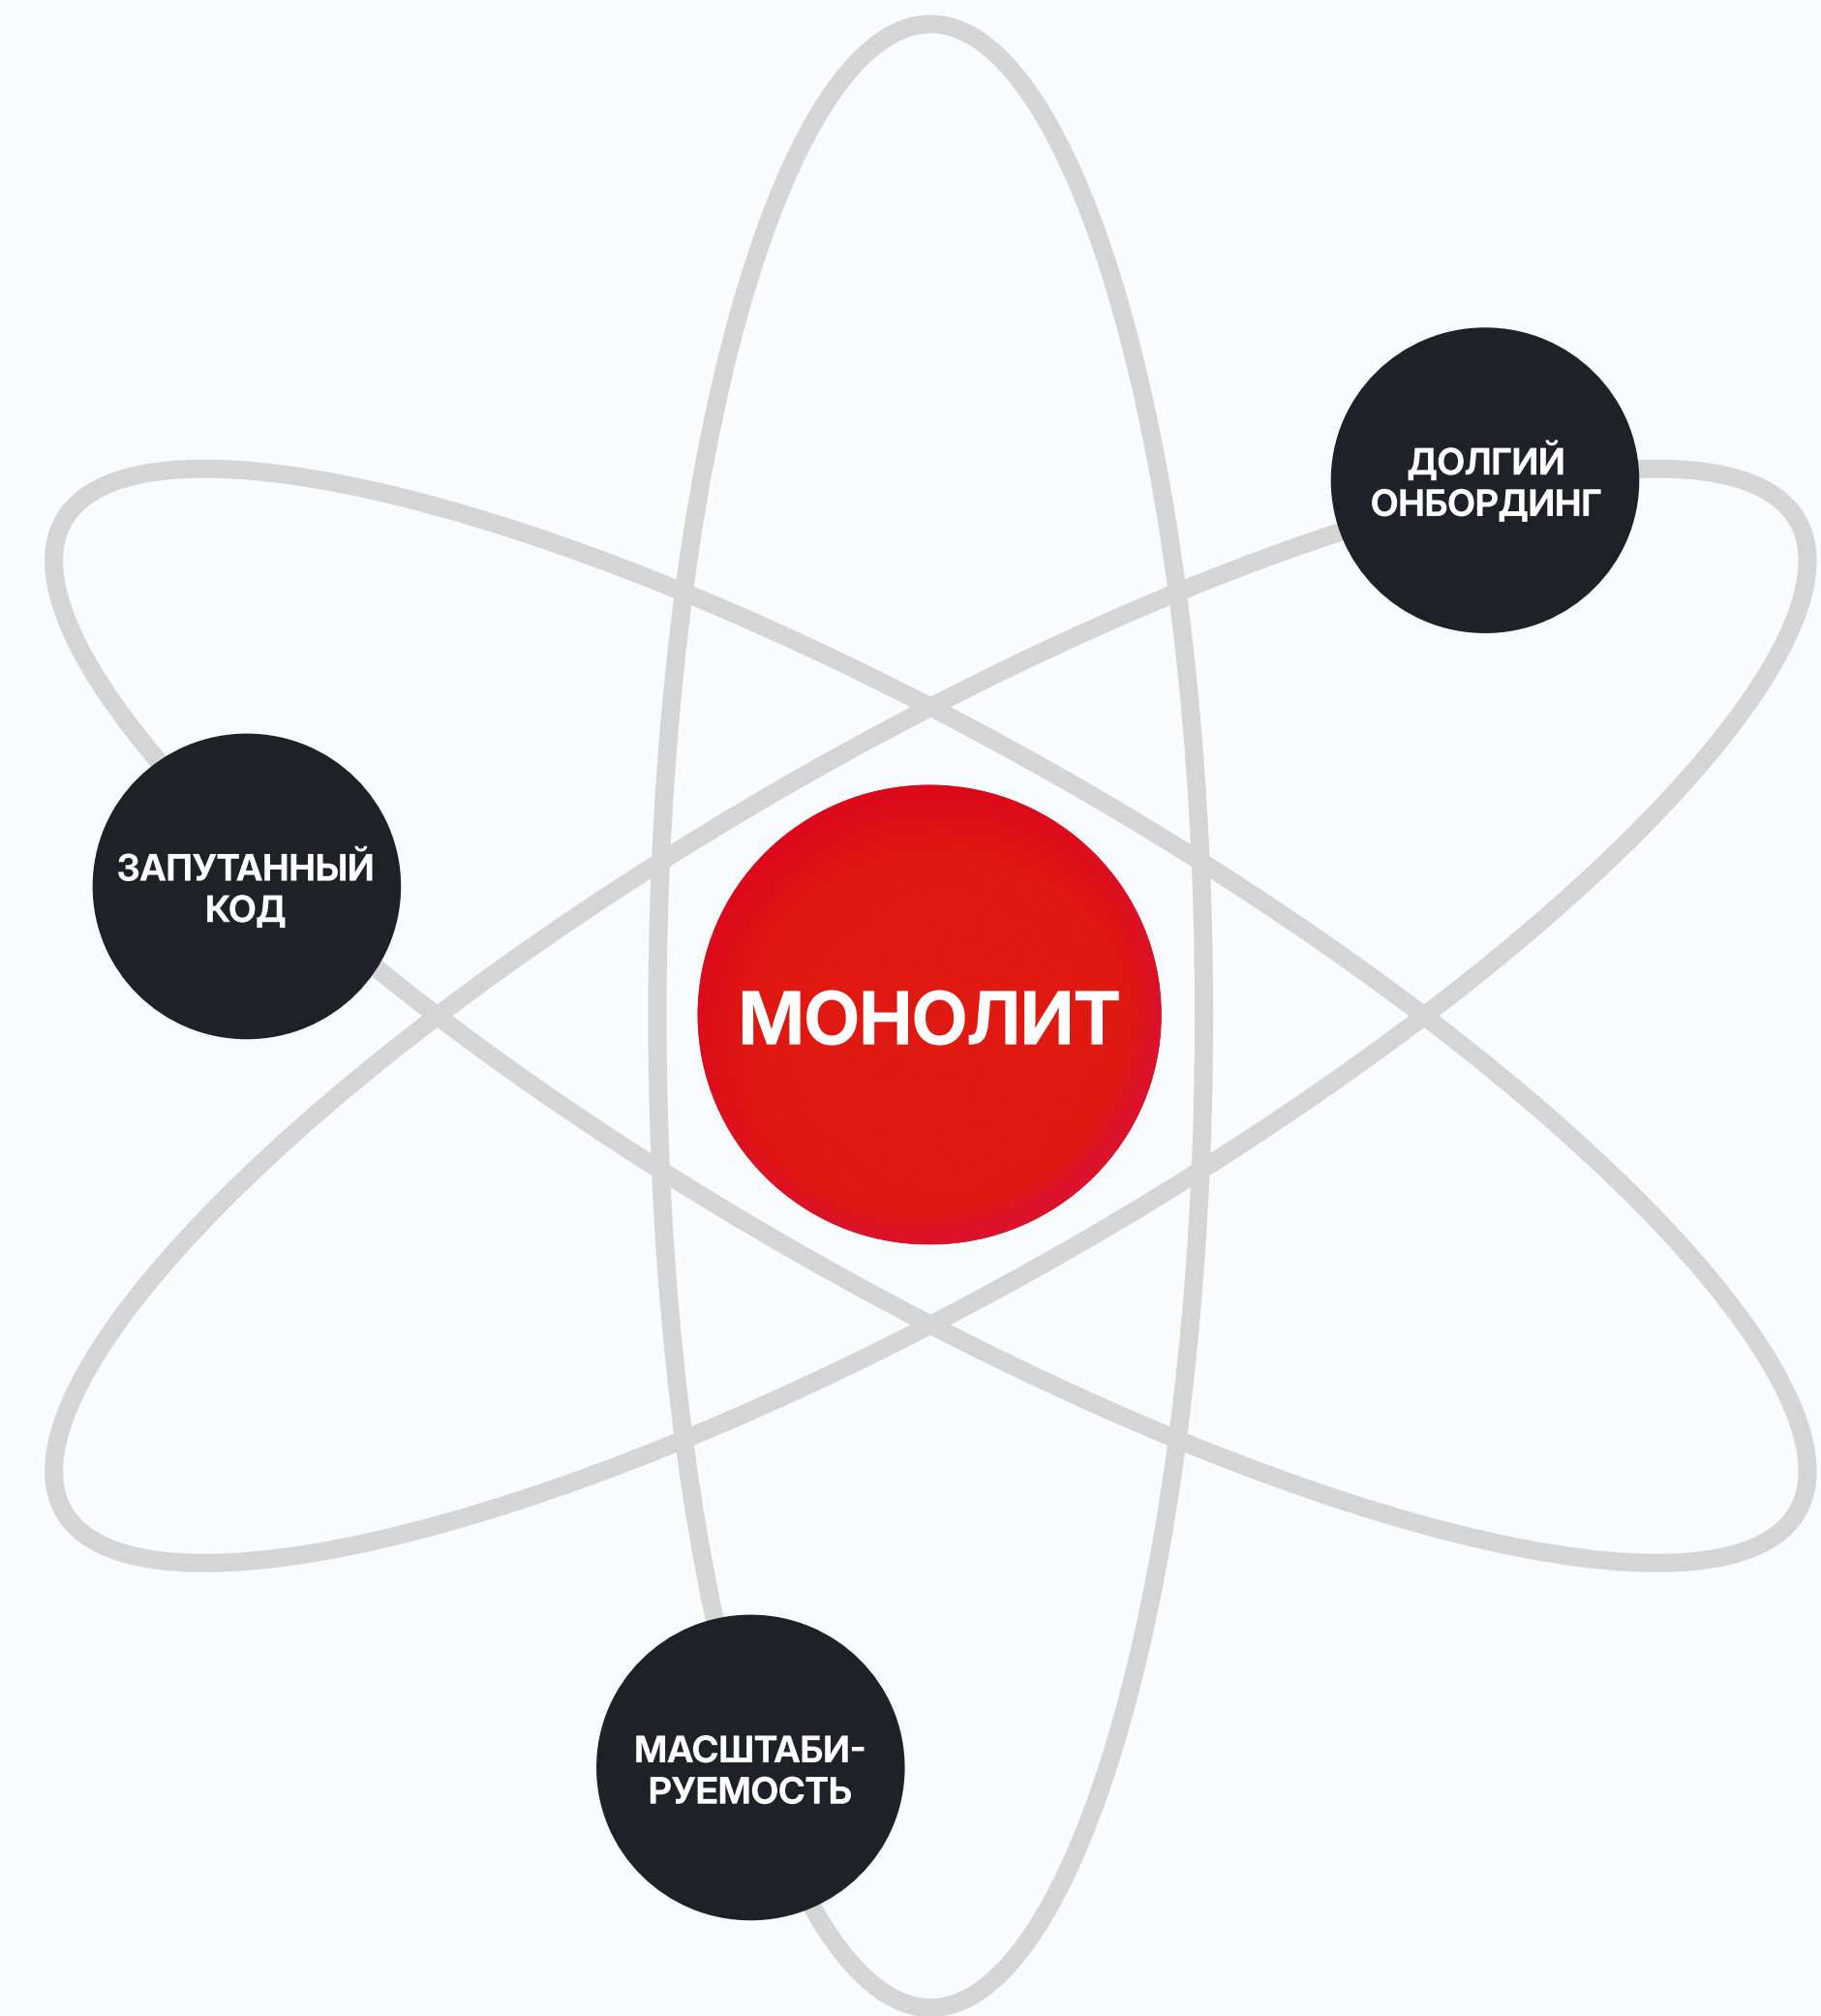 ДОЛГИЙ
ОНБОРДИНГ
ЗАПУТАННЫЙ
КОД
МОНОЛИТ
МАСШТАБИ-
РУЕМОСТЬ